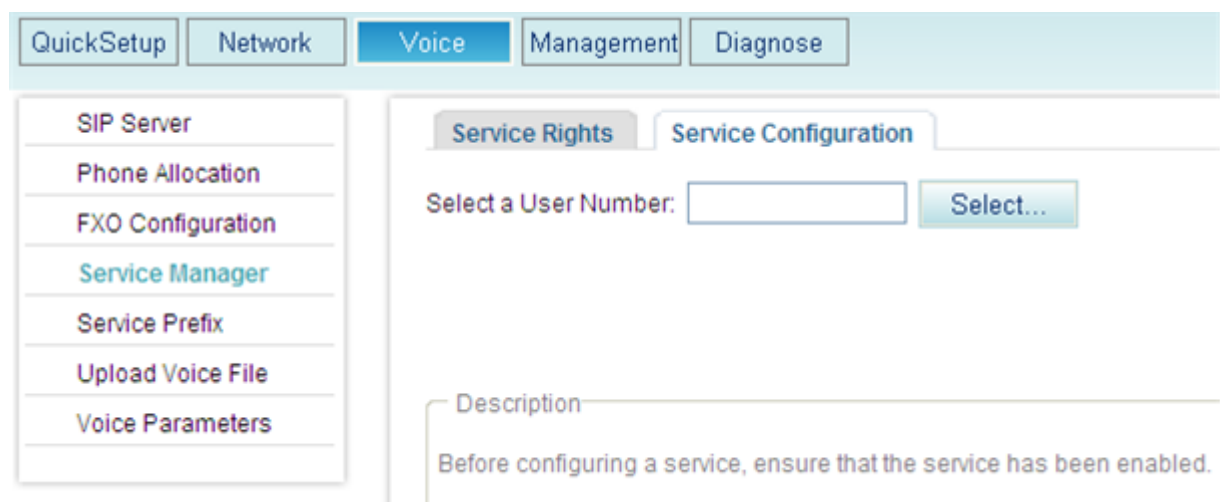 QuickSetup Network Voice Management Diagnose
SIP Server
Phone Allocation
FXO Configuration
Service Manager
Service Prefix
Upload Voice File
Voice Parameters
Service Rights Service Configuration
Select a User Number: Select...
Description
Before configuring a service, ensure that the service has been enabled.